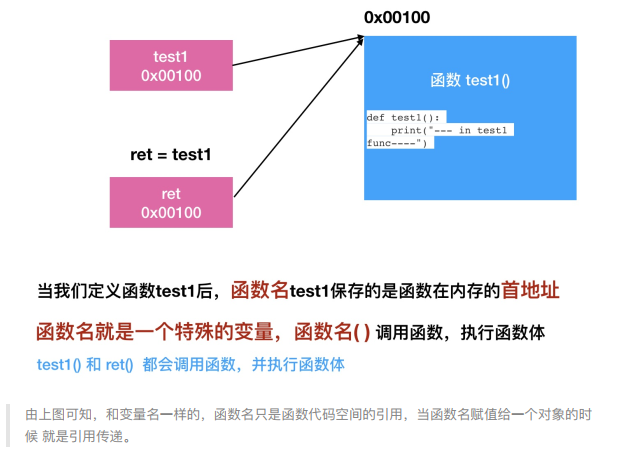 0x00100
test1
0x00100
函数 test1()
def test1():
    print("--- in test1
func----")
ret = test1
ret
0x00100
当我们定义函数test1后，函数名test1保存的是函数在内存的首地址
函数名就是一个特殊的变量，函数名( ) 调用函数，执行函数体
test1() 和 ret()  都会调用函数，并执行函数体
由上图可知，和变量名一样的，函数名只是函数代码空间的引用，当函数名赋值给一个对象的时
候 就是引用传递。